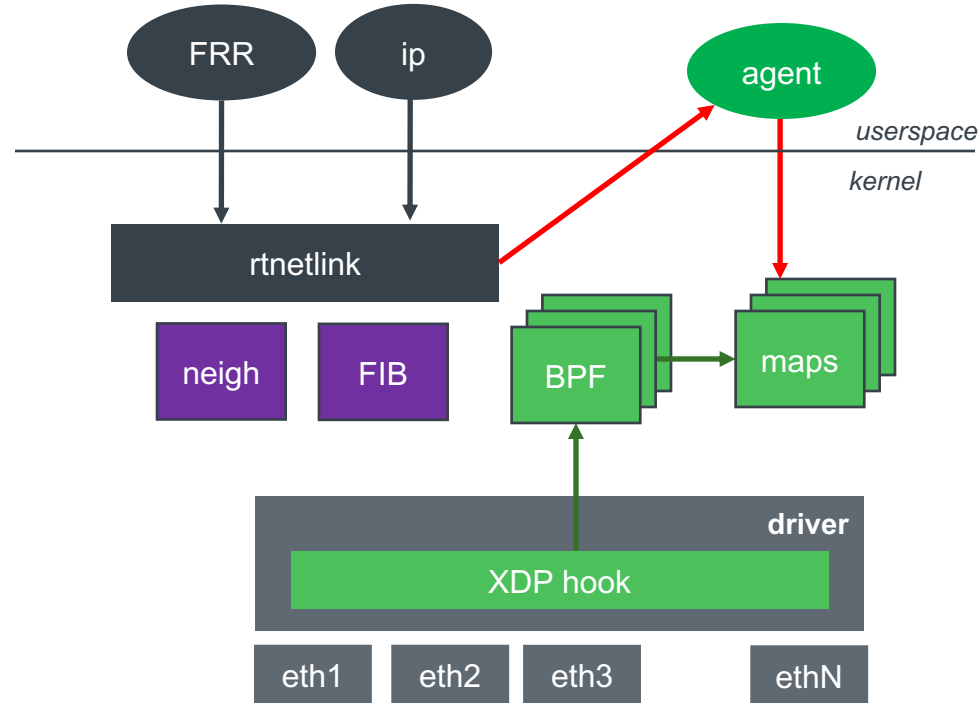 FRR
ip
agent
userspace
kernel
rtnetlink
neigh
FIB
BPF
maps
driver
XDP hook
eth1
eth2
eth3
ethN